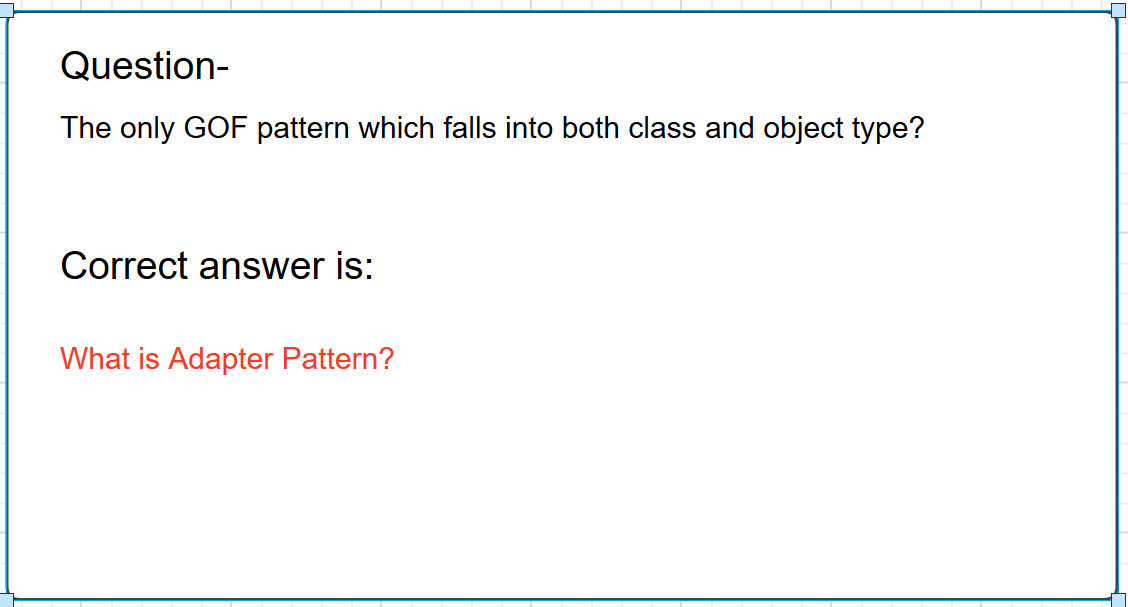 Question-
The only GOF pattern which falls into both class and object type?
Correct answer is:
What is Adapter Pattern?